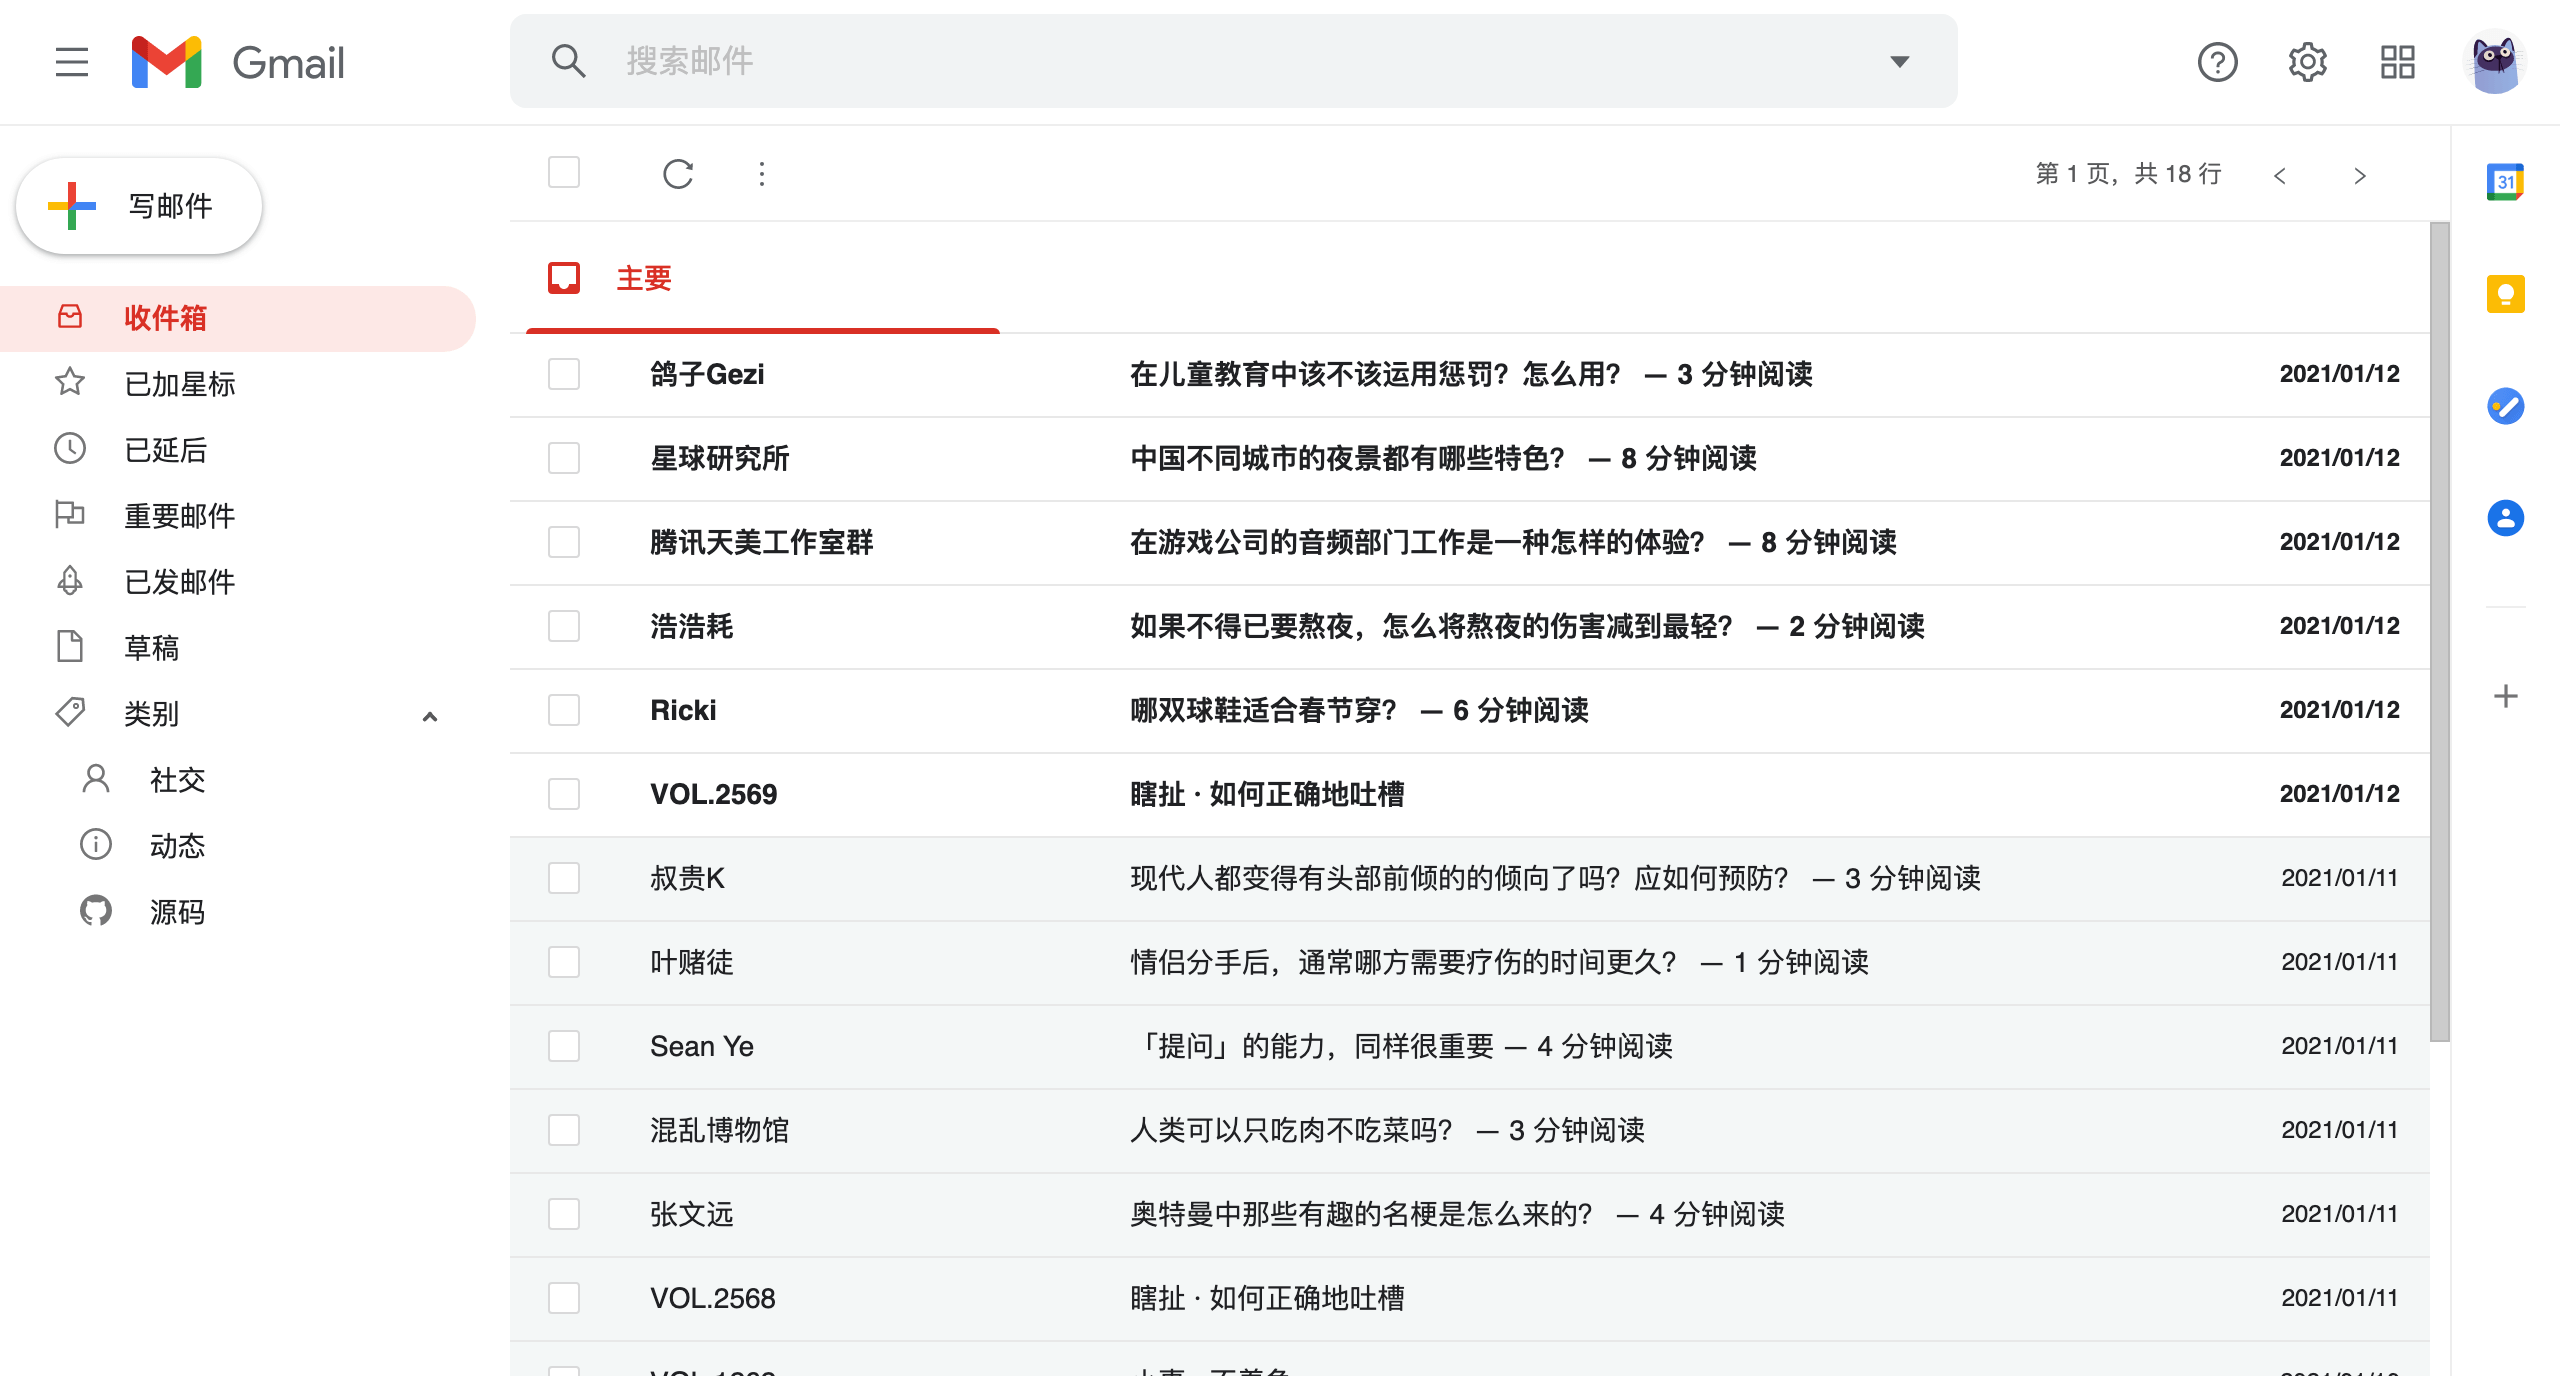 Gmail
搜索邮件
写邮件
第 1 页，共 18 行
31
收件箱
已加星标
已延后
重要邮件
已发邮件
草稿
类别
社交
动态
源码
主要
鸽子Gezi 在儿童教育中该不该运用惩罚？怎么用？ — 3 分钟阅读 2021/01/12
星球研究所 中国不同城市的夜景都有哪些特色？ — 8 分钟阅读 2021/01/12
腾讯天美工作室群 在游戏公司的音频部门工作是一种怎样的体验？ — 8 分钟阅读 2021/01/12
浩浩耗 如果不得已要熬夜，怎么将熬夜的伤害减到最轻？ — 2 分钟阅读 2021/01/12
Ricki 哪双球鞋适合春节穿？ — 6 分钟阅读 2021/01/12
VOL.2569 瞎扯 · 如何正确地吐槽 2021/01/12
叔贵K 现代人都变得有头部前倾的的倾向了吗？应如何预防？ — 3 分钟阅读 2021/01/11
叶赌徒 情侣分手后，通常哪方需要疗伤的时间更久？ — 1 分钟阅读 2021/01/11
Sean Ye 「提问」的能力，同样很重要 — 4 分钟阅读 2021/01/11
混乱博物馆 人类可以只吃肉不吃菜吗？ — 3 分钟阅读 2021/01/11
张文远 奥特曼中那些有趣的名梗是怎么来的？ — 4 分钟阅读 2021/01/11
VOL.2568 瞎扯 · 如何正确地吐槽 2021/01/11